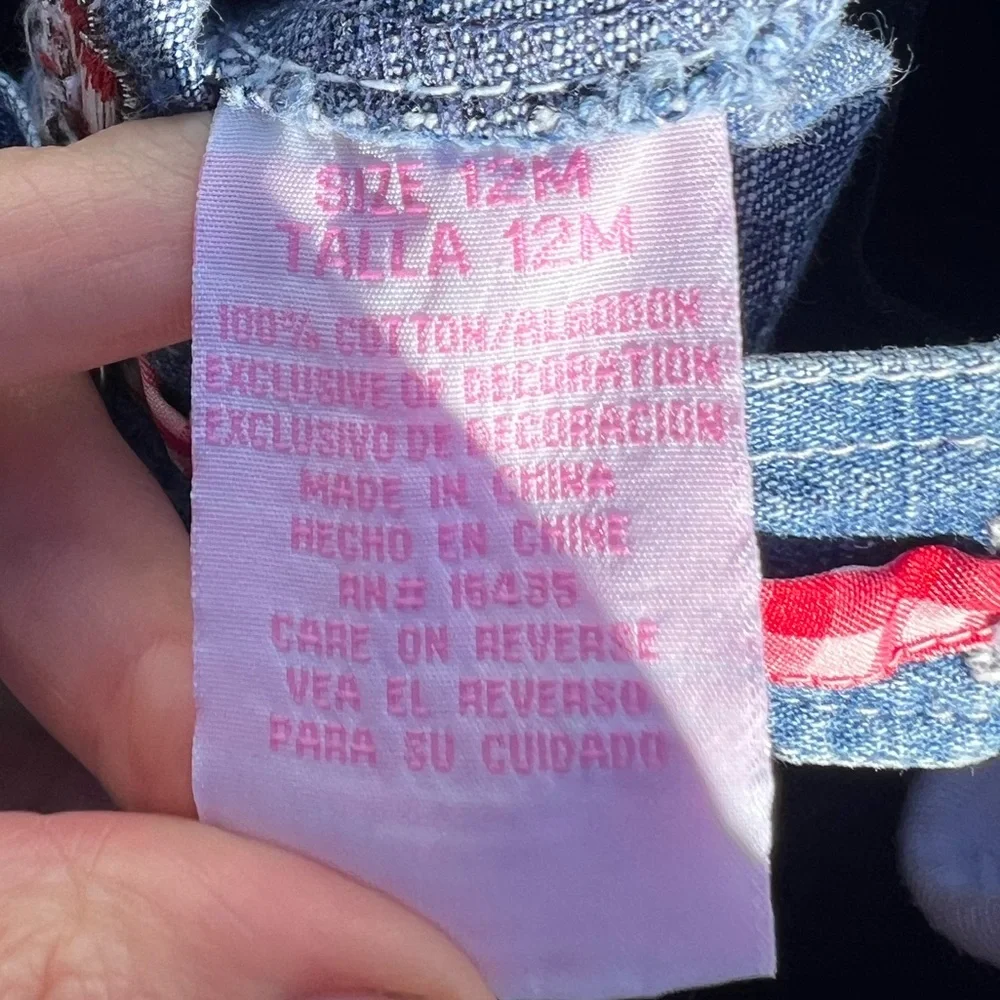 SIZE 12M
TALLA 12M
100% COTTON/ALGODON
EXCLUSIVE OF DECORATION
EXCLUSIVO DE DECORACION
MADE IN CHINA
HECHO EN CHINE
RN# 16435
CARE ON REVERSE
VEA EL REVERSO
PARA SU CUIDADO